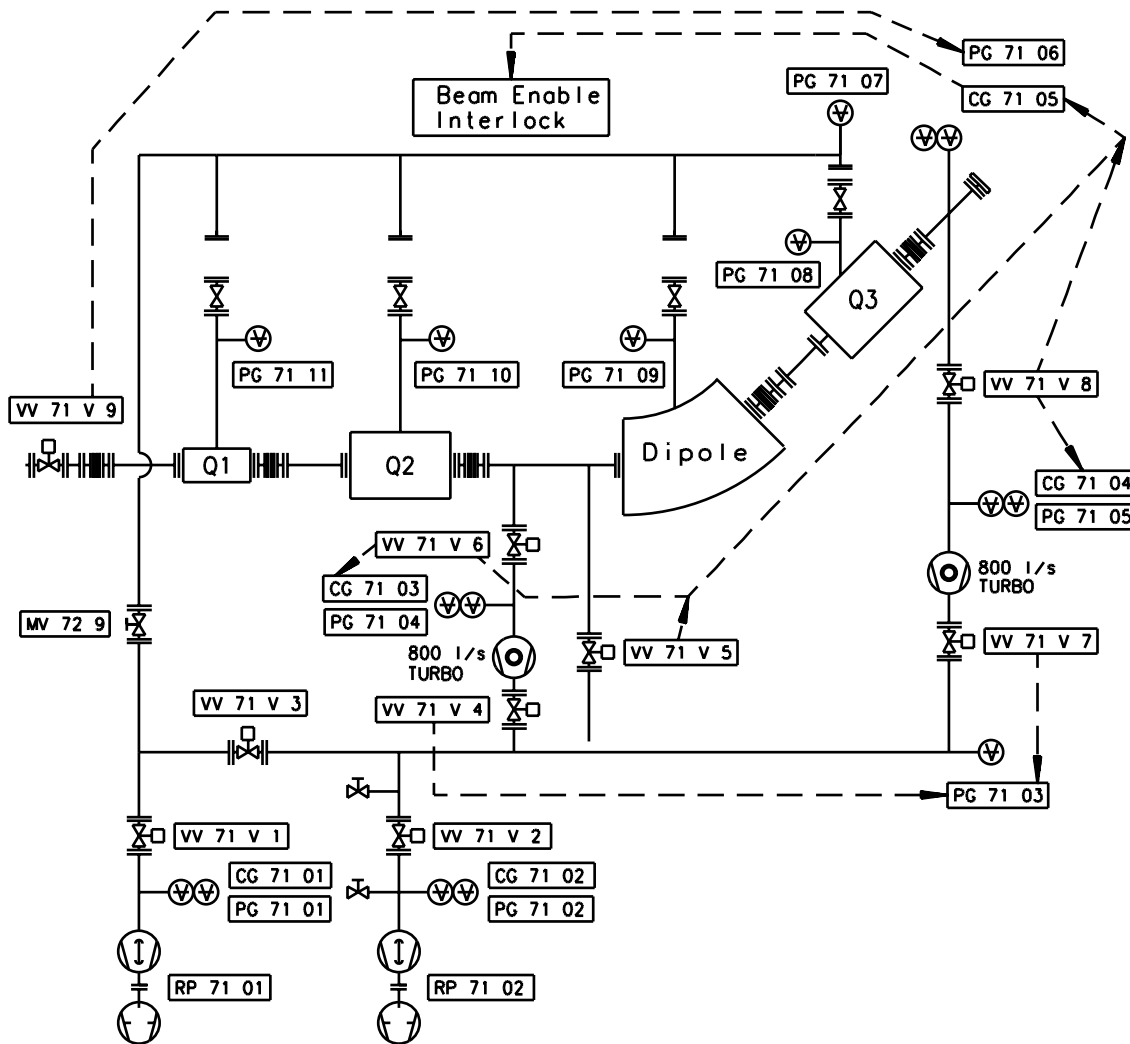 PG 71 06
PG 71 07
Beam Enable
Interlock
CG 71 05
PG 71 08
Q3
PG 71 11
PG 71 10
PG 71 09
VV 71 V 9
VV 71 V 8
Q1
Q2
Dipole
CG 71 04
PG 71 05
VV 71 V 6
CG 71 03
PG 71 04
800 l/s
TURBO
MV 72 9
800 l/s
TURBO
VV 71 V 5
VV 71 V 7
VV 71 V 3
VV 71 V 4
PG 71 03
VV 71 V 1
VV 71 V 2
CG 71 01
PG 71 01
CG 71 02
PG 71 02
RP 71 01
RP 71 02